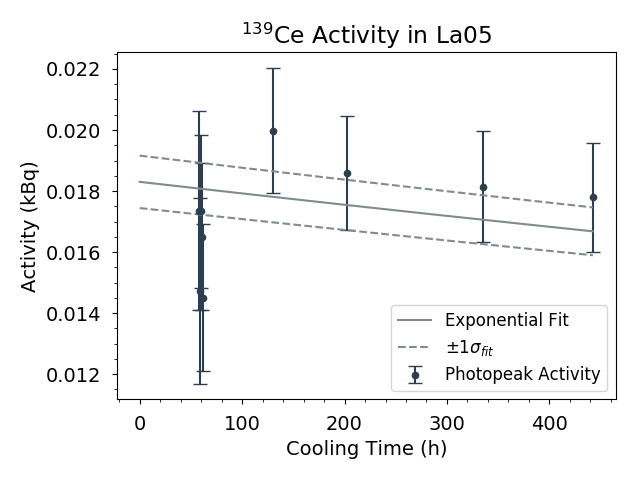 ¹³⁹Ce Activity in La05
Activity (kBq)
0.022
0.020
0.018
0.016
0.014
0.012
0 100 200 300 400
Cooling Time (h)
Exponential Fit
±1σfit
Photopeak Activity